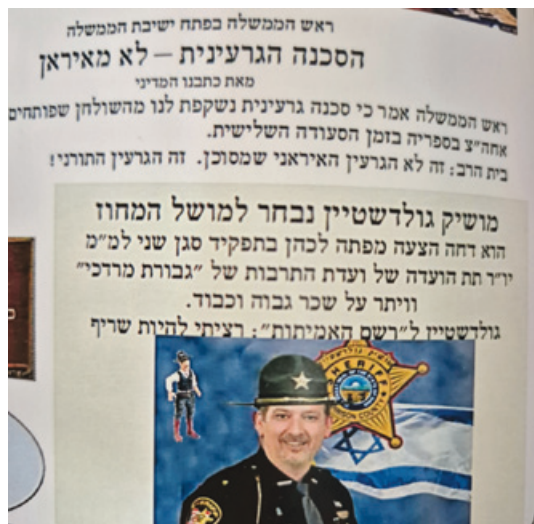 ראש הממשלה בפתח ישיבת הממשלה
הסכנה הגרעינית – לא מאיראן
מאת כתבנו המדיני
ראש הממשלה אמר כי סכנה גרעינית נשקפת לנו מהשולחן שפותחים
אחה"צ בספריה בזמן הסעודה השלישית.
בית הרב: זה לא הגרעין האיראני שמסוכן. זה הגרעין התורני!
מושיק גולדשטיין נבחר למושל המחוז
הוא דחה הצעה מפתה לכהן בתפקיד סגן שני למ"מ
יו"ר תת הועדה של ועדת התרבות של "גבורת מרדכי"
וויתר על שכר גבוה וכבוד.
גולדשטיין ל"רשם האמיתות": רציתי להיות שריף
SHERIFF